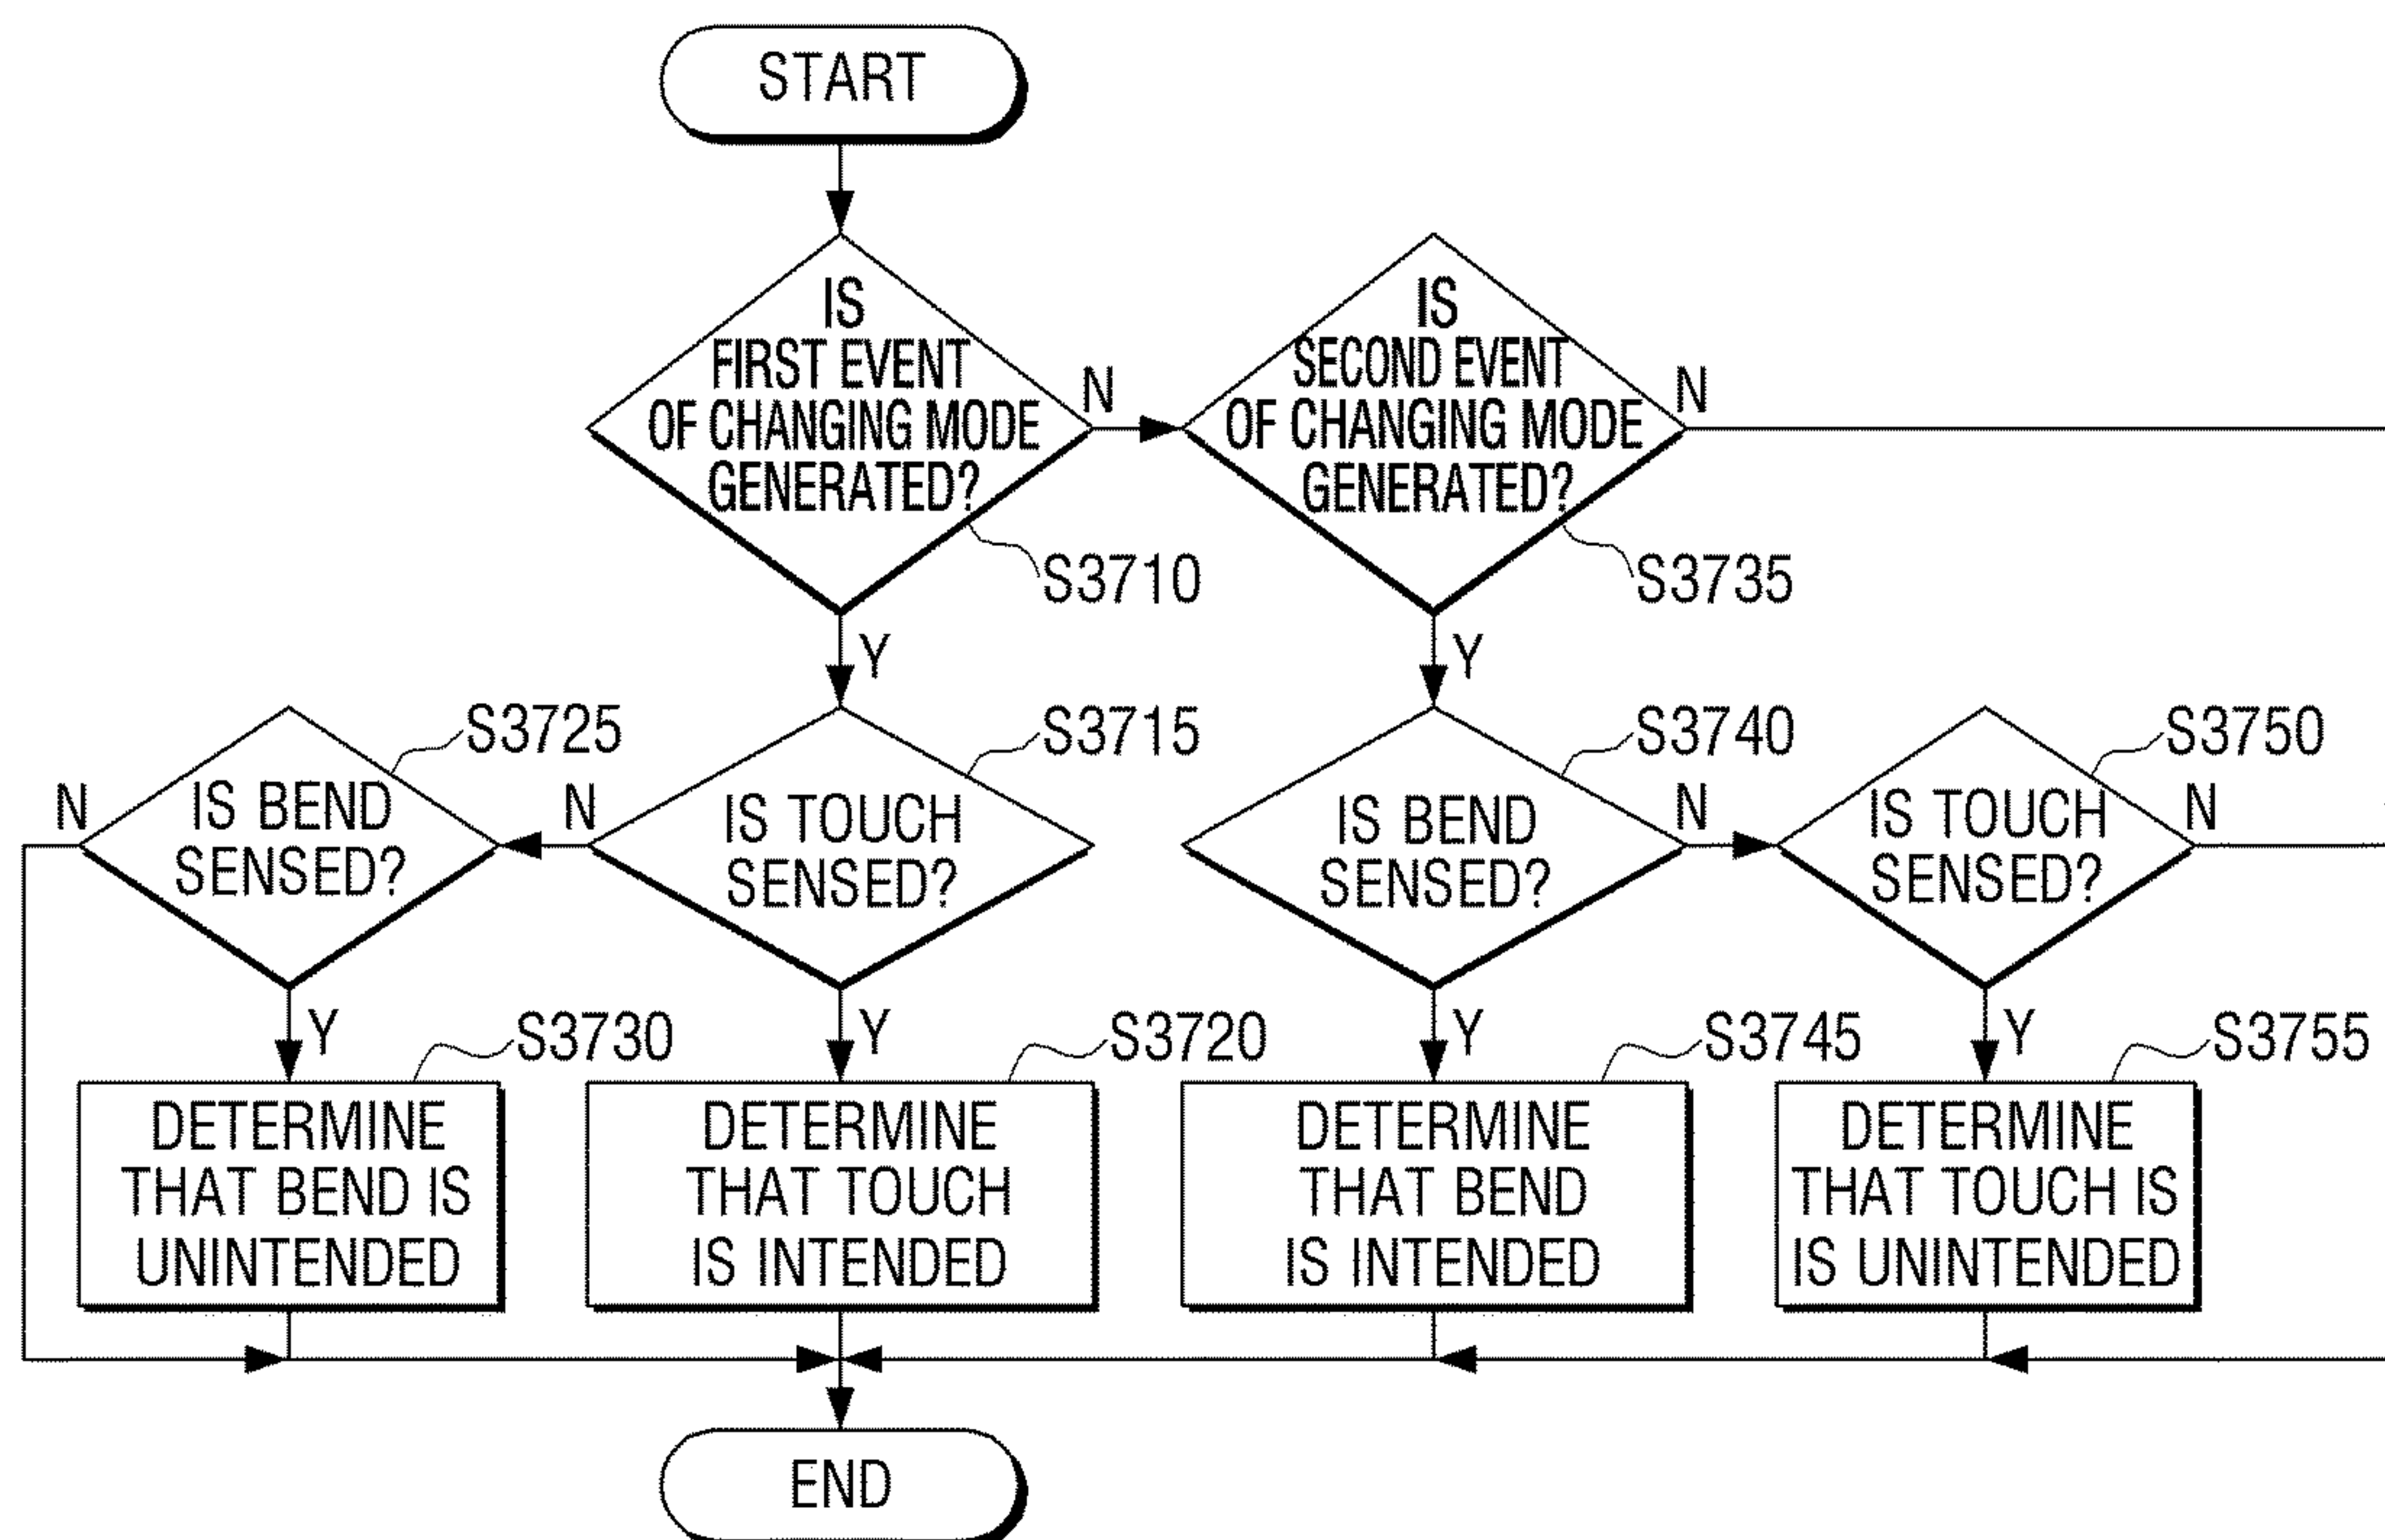 START
IS
FIRST EVENT
OF CHANGING MODE
GENERATED?
N
S3710
Y
IS
SECOND EVENT
OF CHANGING MODE
GENERATED?
N
S3735
Y
S3725
N
IS BEND
SENSED?
Y
S3715
N
IS TOUCH
SENSED?
Y
S3740
IS BEND
SENSED?
N
Y
S3750
IS TOUCH
SENSED?
N
Y
S3730
DETERMINE
THAT BEND IS
UNINTENDED
S3720
DETERMINE
THAT TOUCH
IS INTENDED
S3745
DETERMINE
THAT BEND
IS INTENDED
S3755
DETERMINE
THAT TOUCH IS
IS UNINTENDED
END